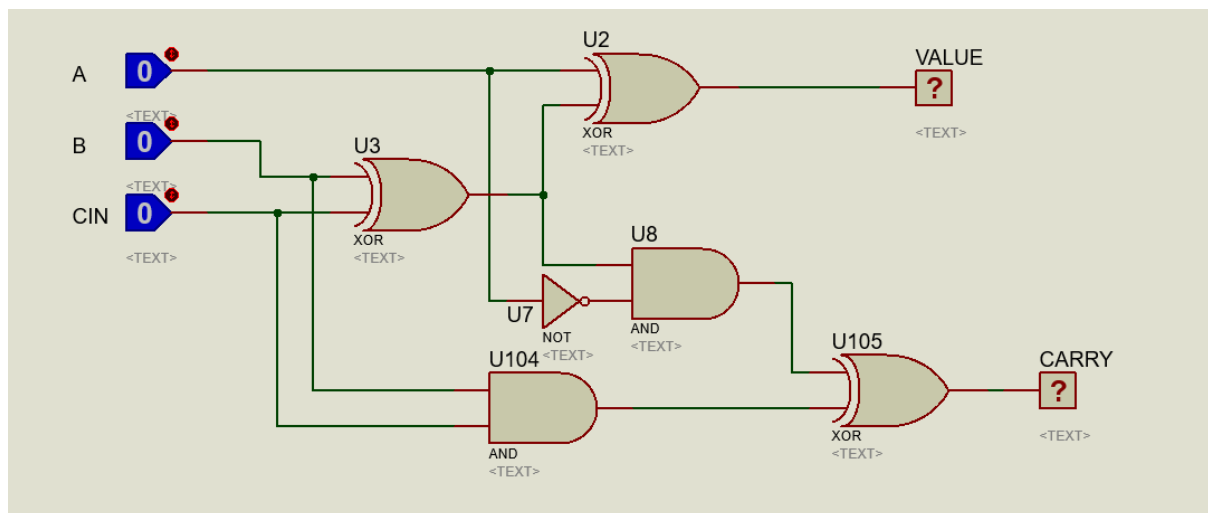 U2
VALUE
A
0
?
<TEXT>
<TEXT>
XOR
<TEXT>
B
0
U3
<TEXT>
CIN
0
XOR
<TEXT>
<TEXT>
U8
U7
NOT
<TEXT>
AND
<TEXT>
U104
U105
CARRY
?
AND
<TEXT>
XOR
<TEXT>
<TEXT>